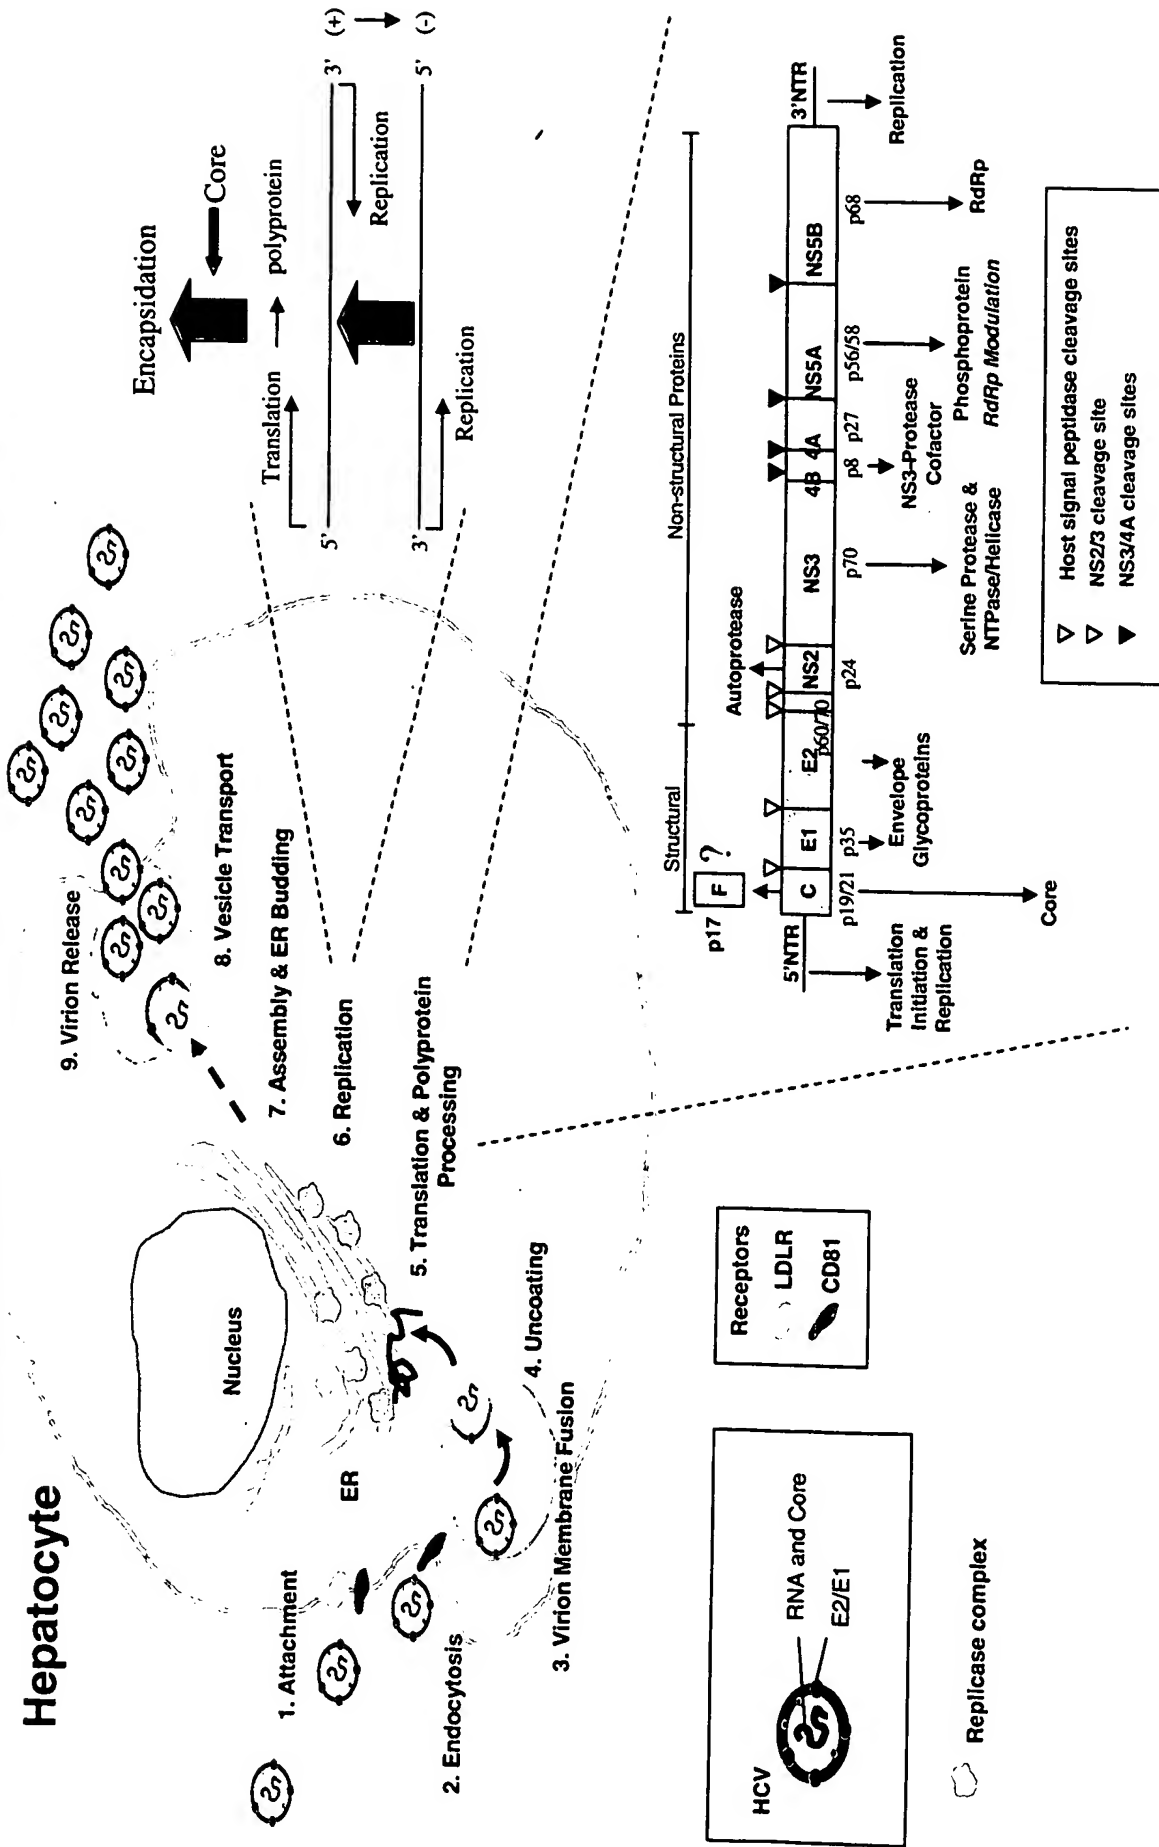 Hepatocyte
1. Attachment
2. Endocytosis
3. Virion Membrane Fusion
4. Uncoating
5. Translation & Polyprotein
Processing
6. Replication
7. Assembly & ER Budding
8. Vesicle Transport
9. Virion Release
Nucleus
ER
Encapsidation
Core
Translation
polyprotein
5'
3'
(+)
Replication
3'
5'
(-)
Replication
HCV
RNA and Core
E2/E1
Replicase complex
Receptors
LDLR
CD81
Structural
Non-structural Proteins
p17
F
?
Autoprotease
5'NTR
C
E1
E2
NS2
NS3
4B
4A
NS5A
NS5B
3'NTR
p19/21
p35
p60/70
p24
p70
p8
p27
p56/58
p68
Translation
Initiation &
Replication
Core
Envelope
Glycoproteins
Serine Protease &
NTPase/Helicase
NS3-Protease
Cofactor
Phosphoprotein
RdRp Modulation
RdRp
Replication
Host signal peptidase cleavage sites
NS2/3 cleavage site
NS3/4A cleavage sites